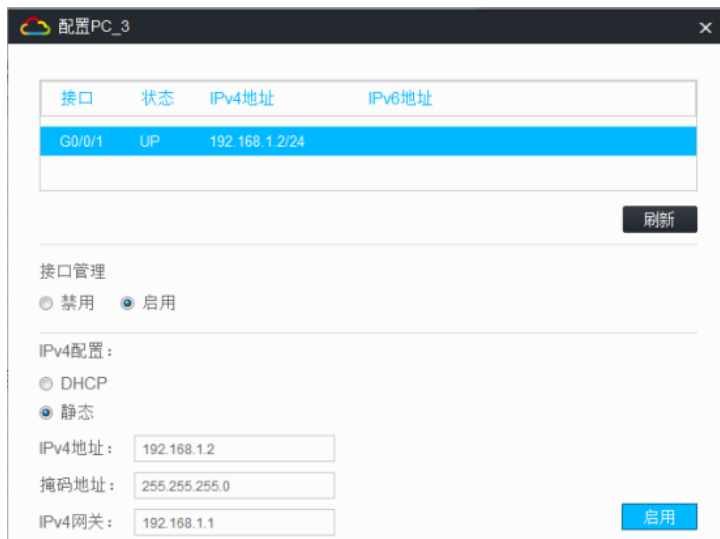 配置PC_3
接口 状态 IPv4地址 IPv6地址
G0/0/1 UP 192.168.1.2/24
刷新
接口管理
禁用 启用
IPv4配置：
DHCP
静态
IPv4地址： 192.168.1.2
掩码地址： 255.255.255.0
IPv4网关： 192.168.1.1
启用